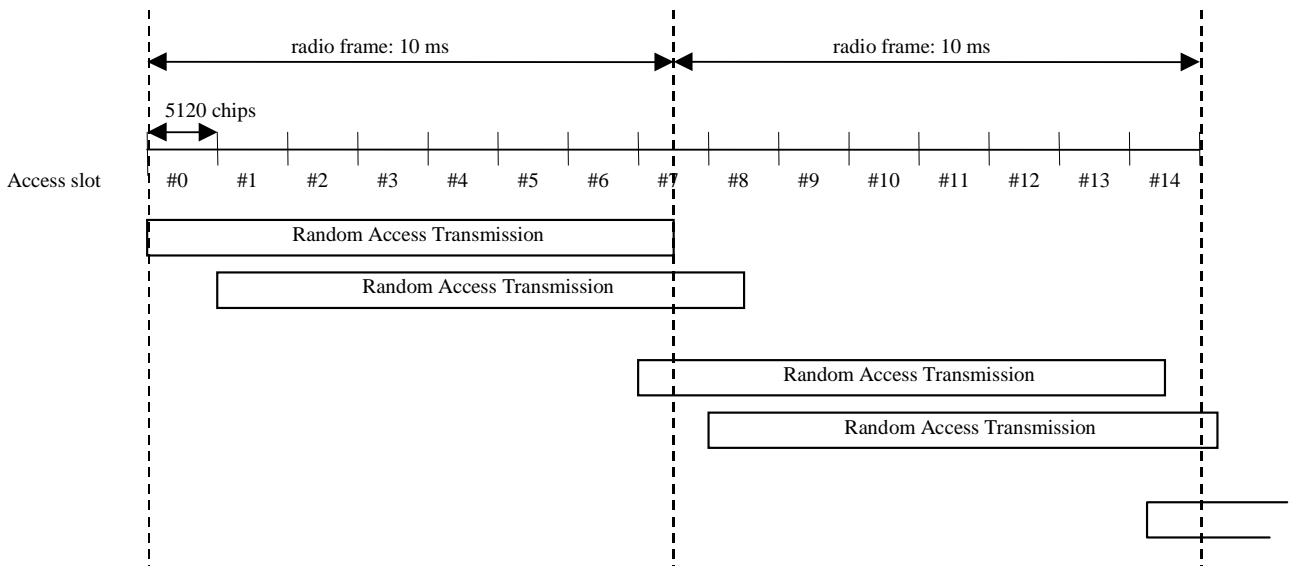 radio frame: 10 ms radio frame: 10 ms
5120 chips
Access slot #0 #1 #2 #3 #4 #5 #6 #7 #8 #9 #10 #11 #12 #13 #14
Random Access Transmission
Random Access Transmission
Random Access Transmission
Random Access Transmission